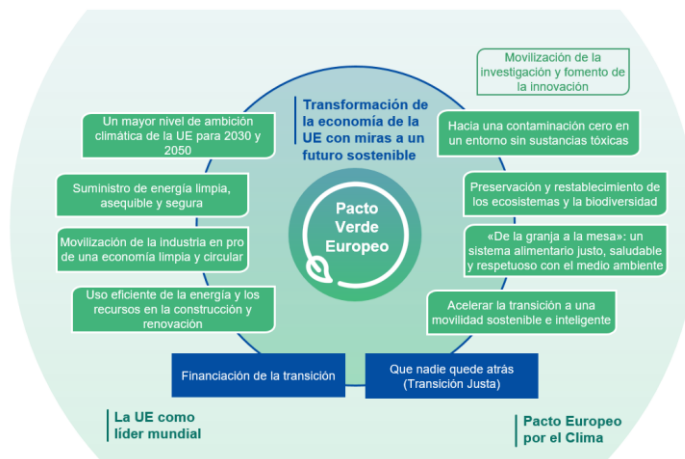 Movilización de la
investigación y fomento de
la innovación
Transformación de
la economía de la
UE con miras a un
futuro sostenible
Un mayor nivel de ambición
climática de la UE para 2030 y
2050
Suministro de energía limpia,
asequible y segura
Movilización de la industria en pro
de una economía limpia y circular
Uso eficiente de la energía y los
recursos en la construcción y
renovación
Pacto
Verde
Europeo
Hacia una contaminación cero en
un entorno sin sustancias tóxicas
Preservación y restablecimiento de
los ecosistemas y la biodiversidad
«De la granja a la mesa»: un
sistema alimentario justo, saludable
y respetuoso con el medio ambiente
Acelerar la transición a una
movilidad sostenible e inteligente
Financiación de la transición
Que nadie quede atrás
(Transición Justa)
La UE como
líder mundial
Pacto Europeo
por el Clima